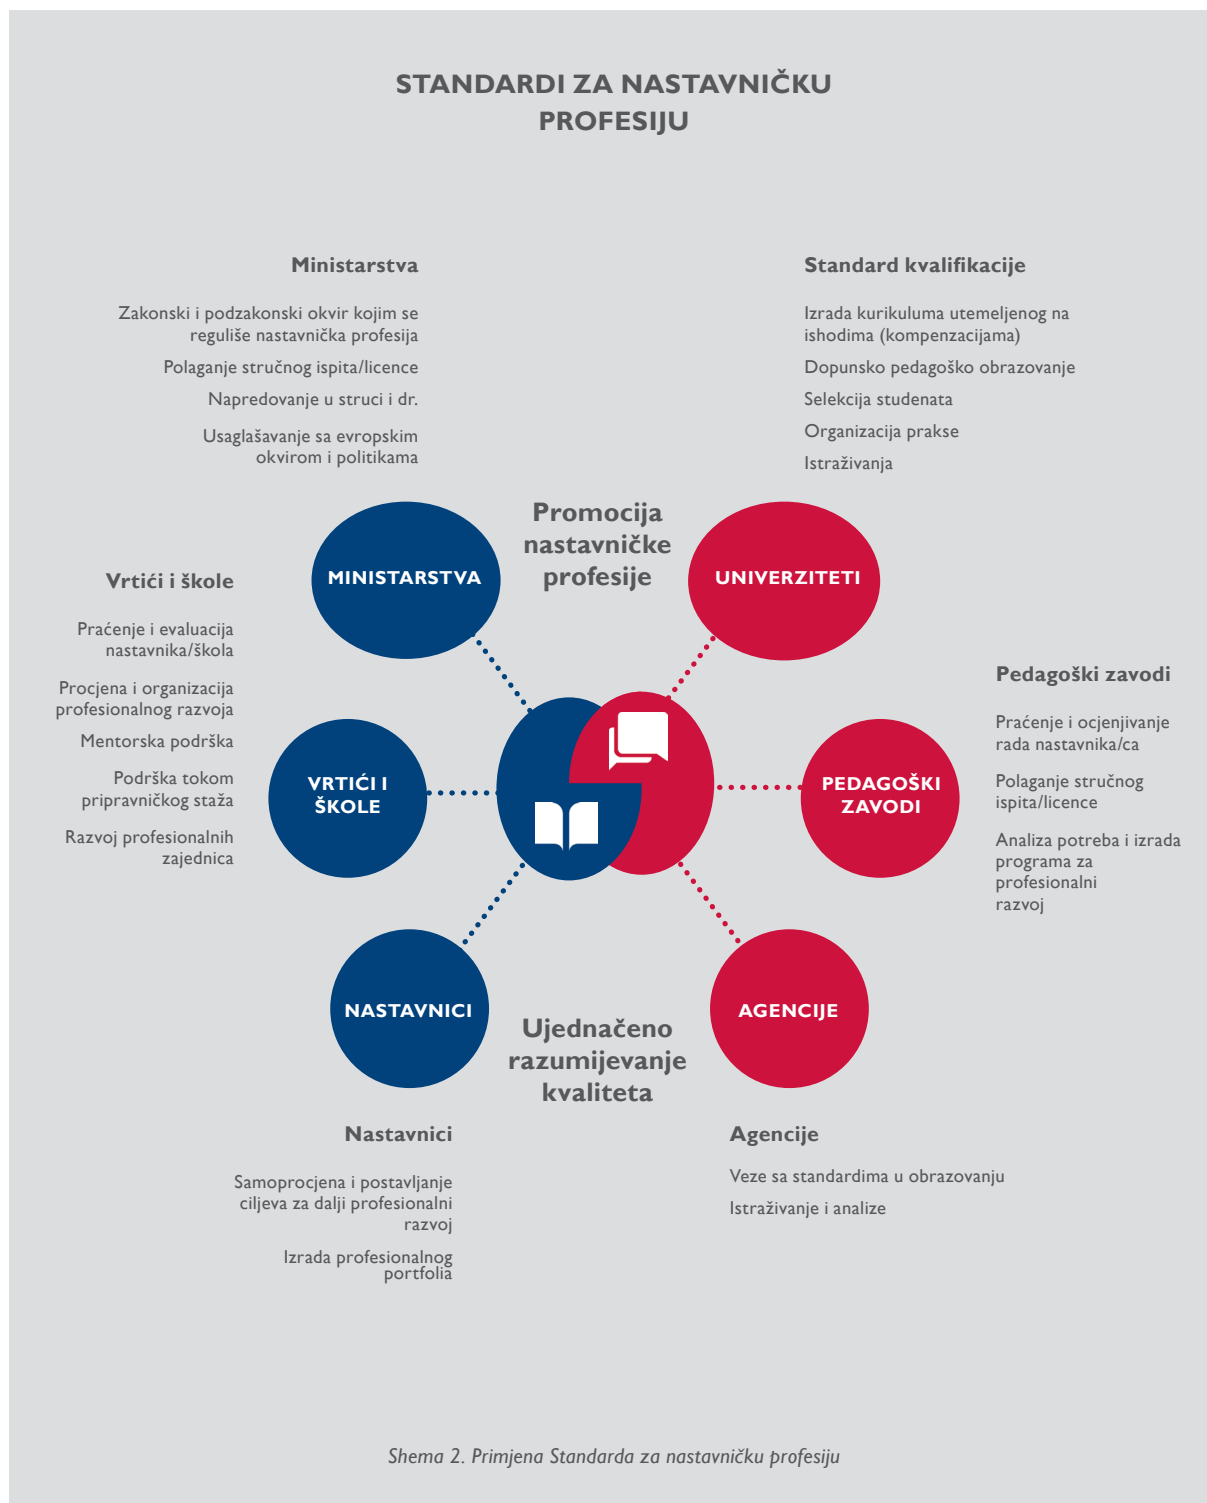 STANDARDI ZA NASTAVNIČKU
PROFESIJU
Ministarstva
Zakonski i podzakonski okvir kojim se
reguliše nastavnička profesija
Polaganje stručnog ispita/licence
Napredovanje u struci i dr.
Usaglašavanje sa evropskim
okvirom i politikama
Standard kvalifikacije
Izrada kurikuluma utemeljenog na
ishodima (kompenzacijama)
Dopunsko pedagoško obrazovanje
Selekcija studenata
Organizacija prakse
Istraživanja
Promocija
nastavničke
profesije
MINISTARSTVA
UNIVERZITETI
Vrtići i škole
Praćenje i evaluacija
nastavnika/škola
Procjena i organizacija
profesionalnog razvoja
Mentorska podrška
Podrška tokom
pripravničkog staža
Razvoj profesionalnih
zajednica
VRTIĆI I
ŠKOLE
PEDAGOŠKI
ZAVODI
Pedagoški zavodi
Praćenje i ocjenjivanje
rada nastavnika/ca
Polaganje stručnog
ispita/licence
Analiza potreba i izrada
programa za
profesionalni
razvoj
NASTAVNICI
AGENCIJE
Ujednačeno
razumijevanje
kvaliteta
Nastavnici
Samoprocjena i postavljanje
ciljeva za dalji profesionalni
razvoj
Izrada profesionalnog
portfolia
Agencije
Veze sa standardima u obrazovanju
Istraživanje i analize
Shema 2. Primjena Standarda za nastavničku profesiju